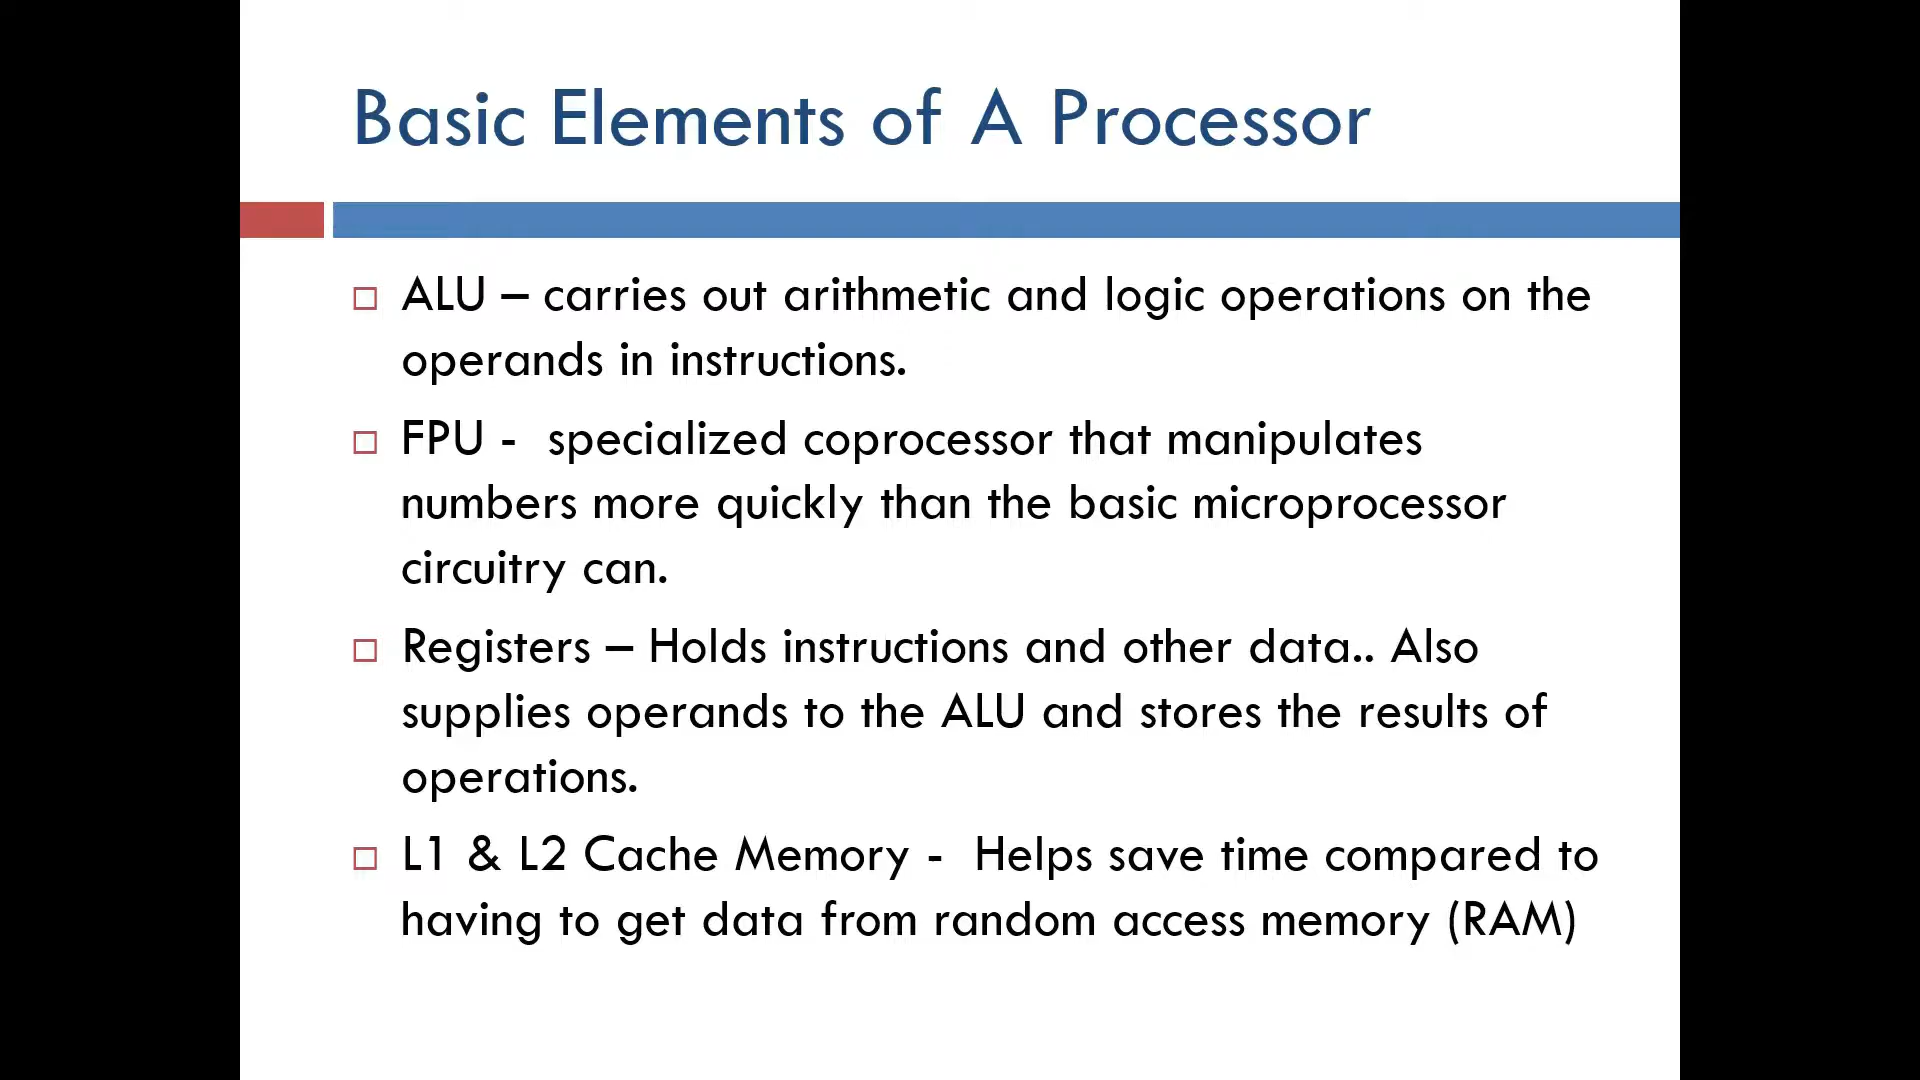 Basic Elements of A Processor
ALU – carries out arithmetic and logic operations on the
operands in instructions.
FPU -  specialized coprocessor that manipulates
numbers more quickly than the basic microprocessor
circuitry can.
Registers – Holds instructions and other data.. Also
supplies operands to the ALU and stores the results of
operations.
L1 & L2 Cache Memory -  Helps save time compared to
having to get data from random access memory (RAM)